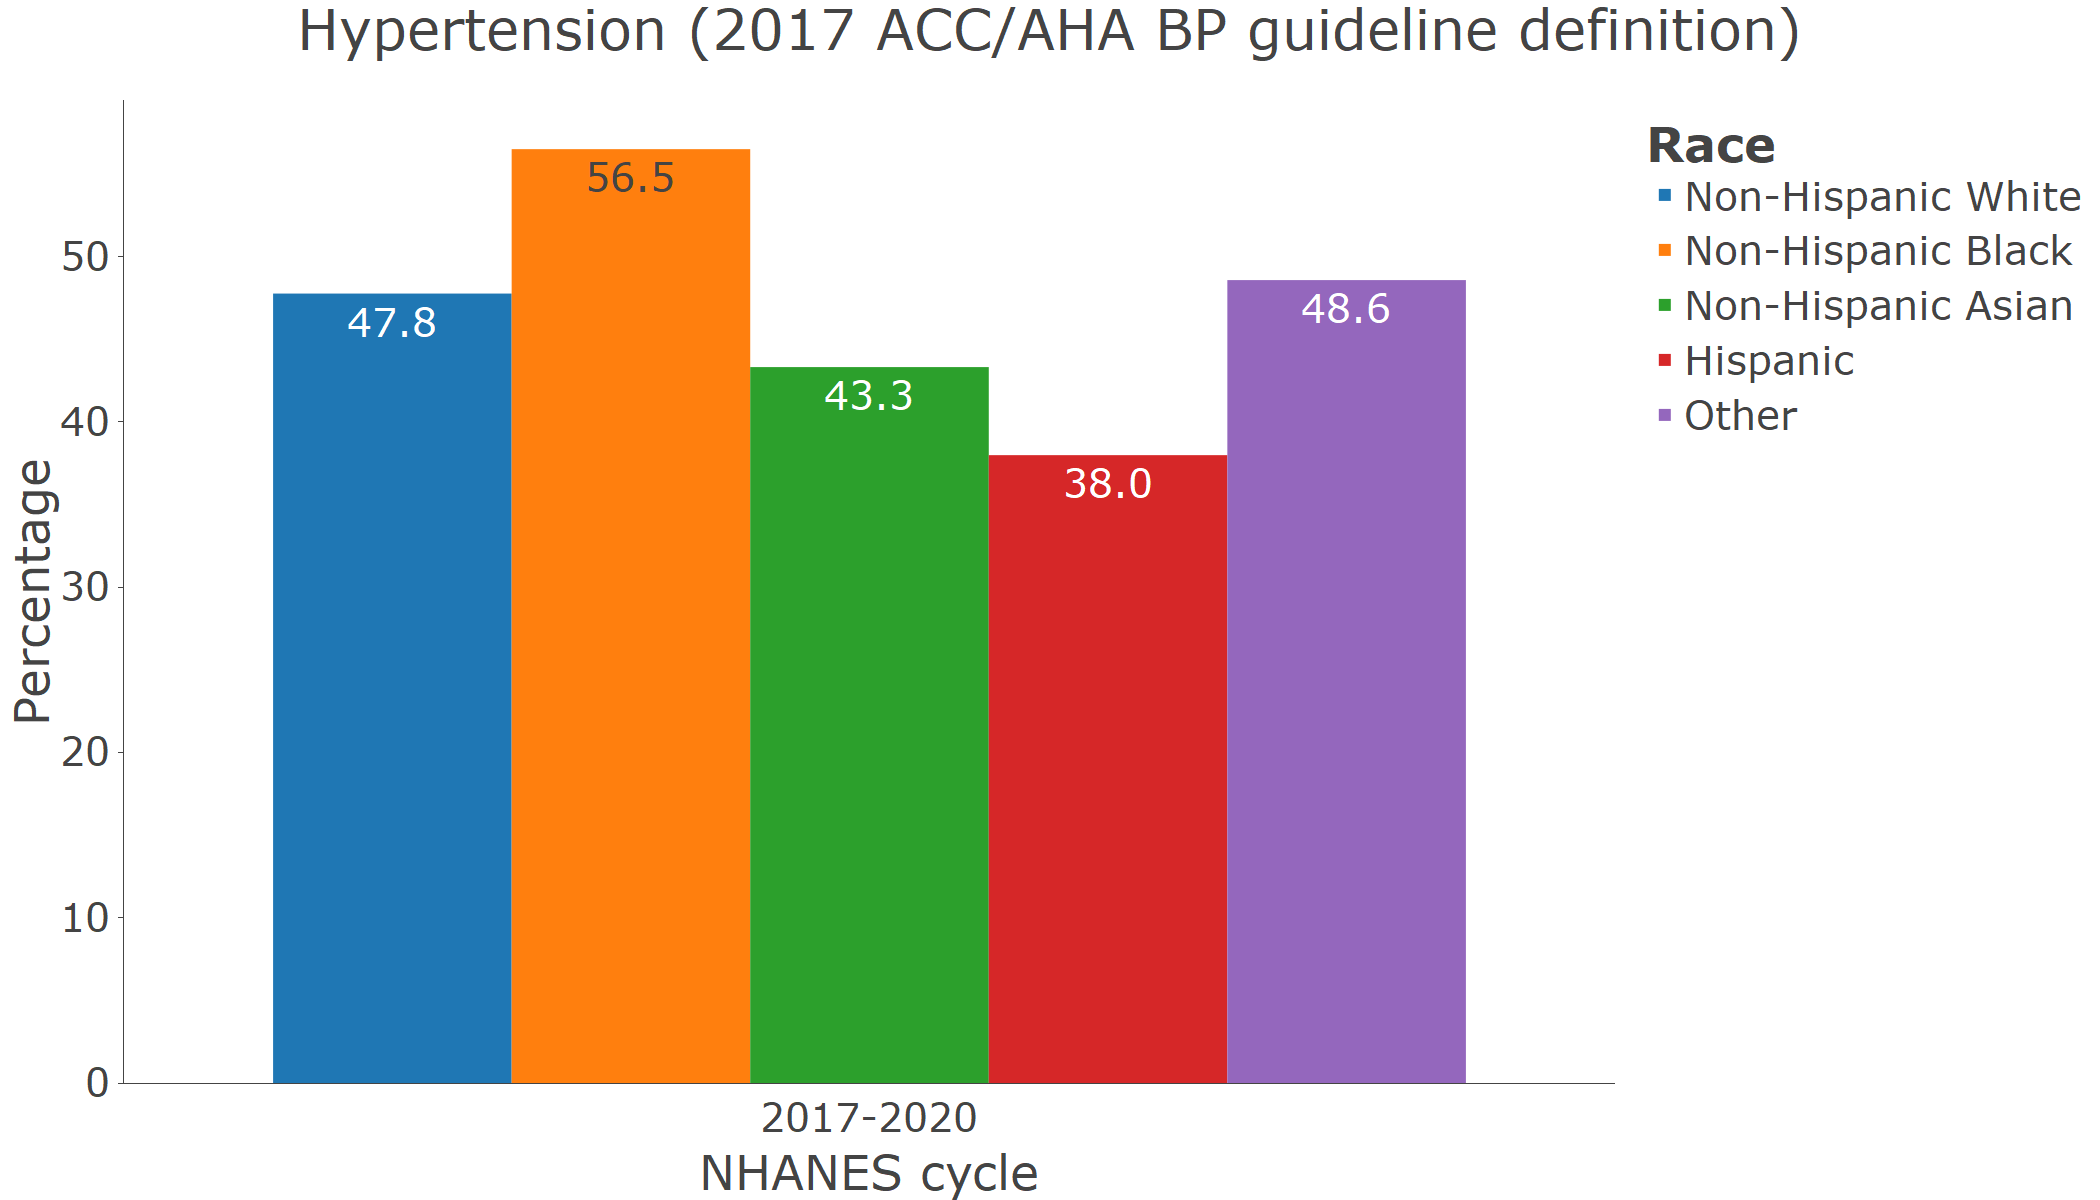 Hypertension (2017 ACC/AHA BP guideline definition)
Race
Non-Hispanic White
Non-Hispanic Black
Non-Hispanic Asian
Hispanic
Other
Percentage
50
40
30
20
10
0
47.8
56.5
43.3
38.0
48.6
2017-2020
NHANES cycle